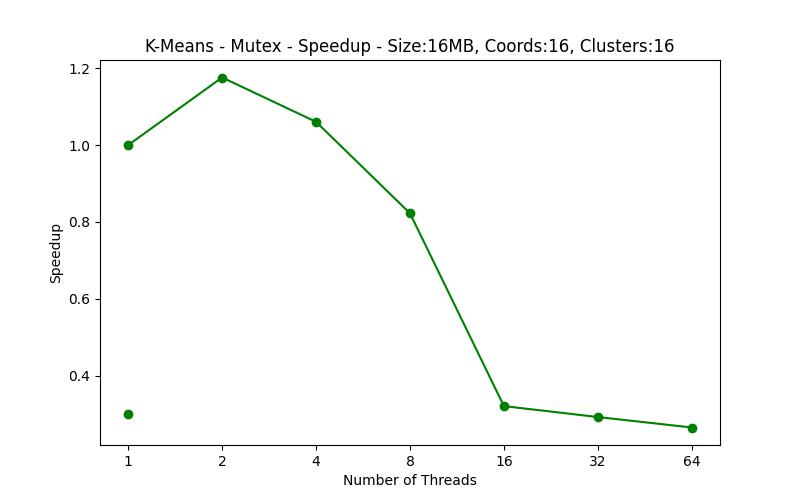 K-Means - Mutex - Speedup - Size:16MB, Coords:16, Clusters:16
1.2
1.0
0.8
0.6
0.4
Speedup
1 2 4 8 16 32 64
Number of Threads